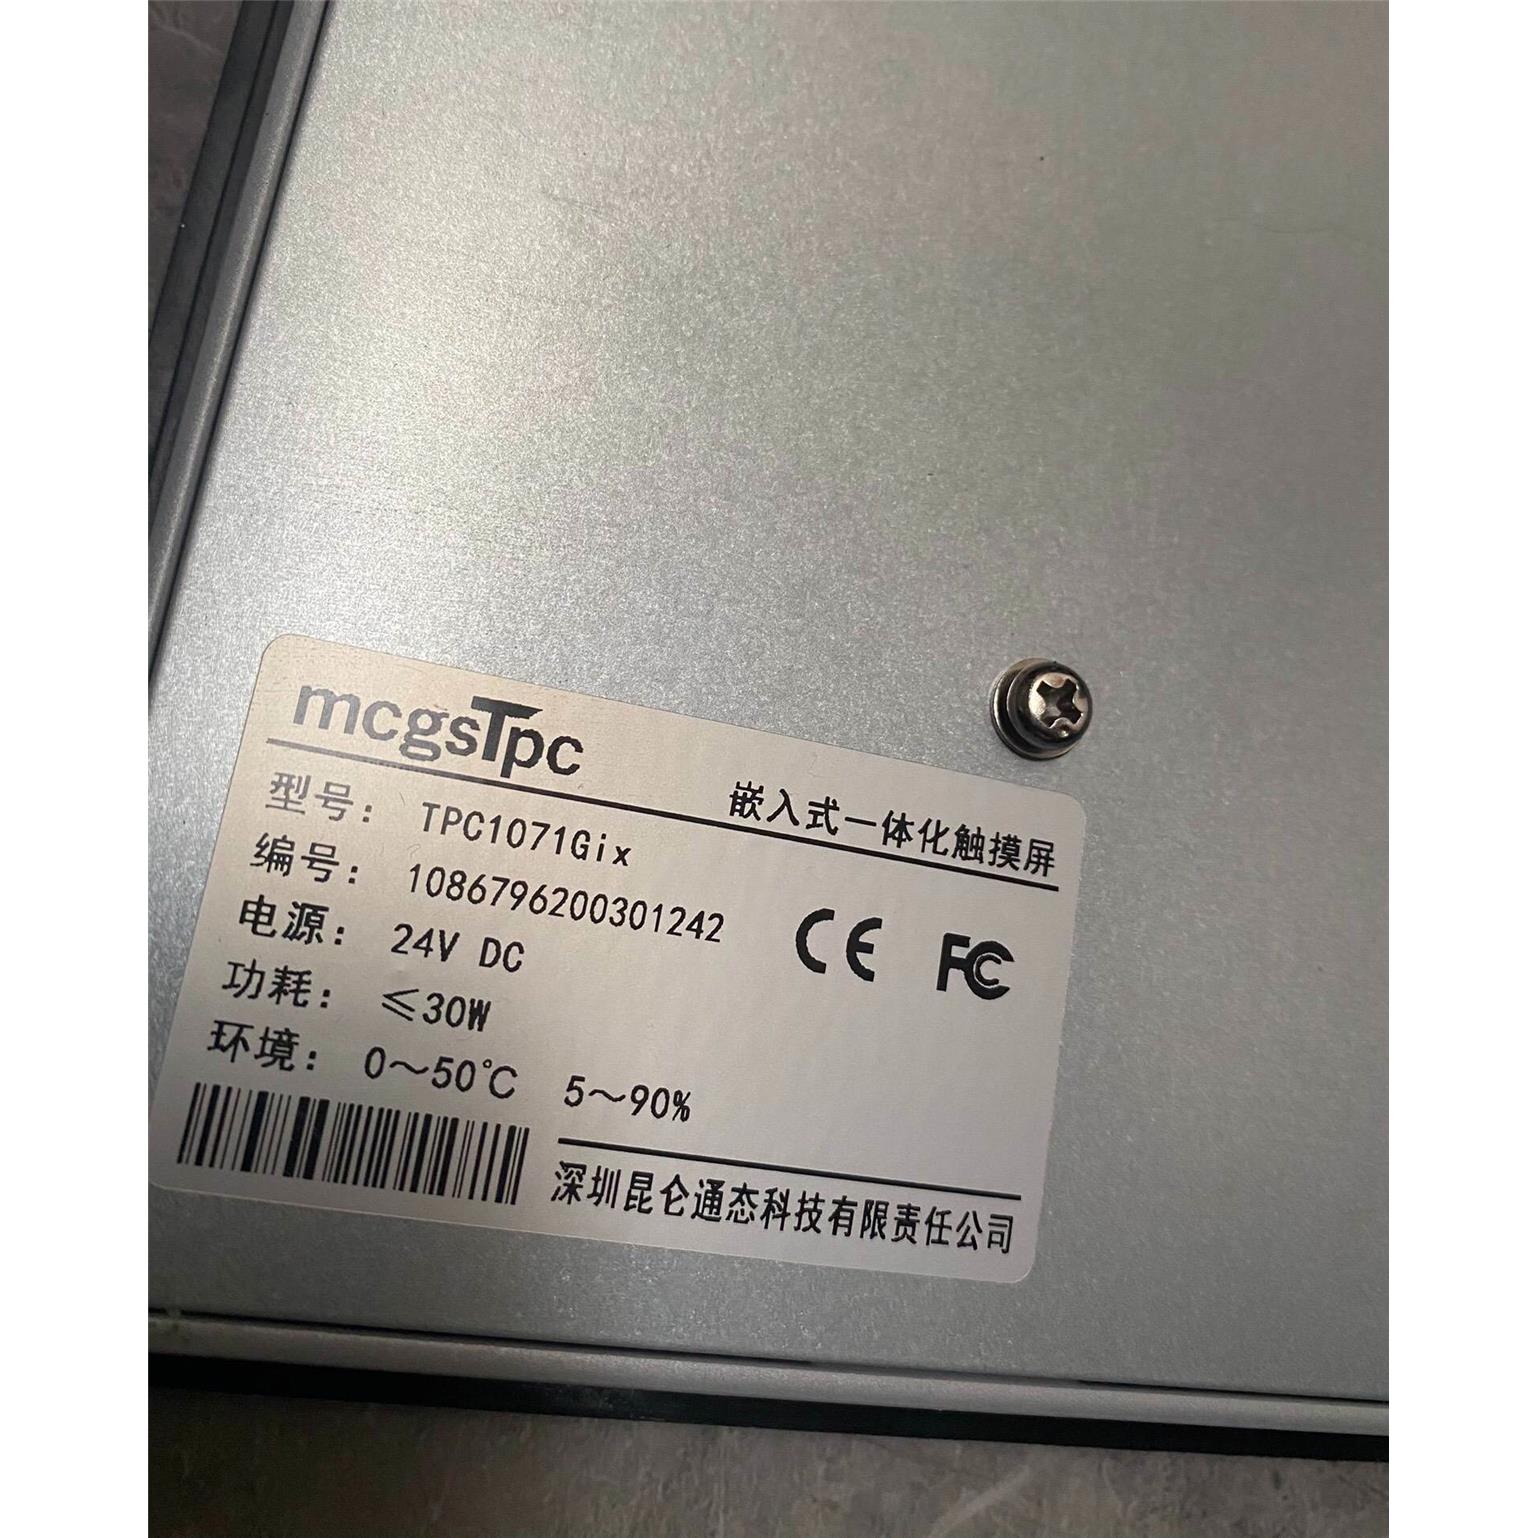 mcgsTpc
嵌入式一体化触摸屏
型号： TPC1071Gix
编号： 1086796200301242
电源： 24V DC
功耗： ≤30W
环境： 0～50℃ 5～90%
CE FC
深圳昆仑通态科技有限责任公司